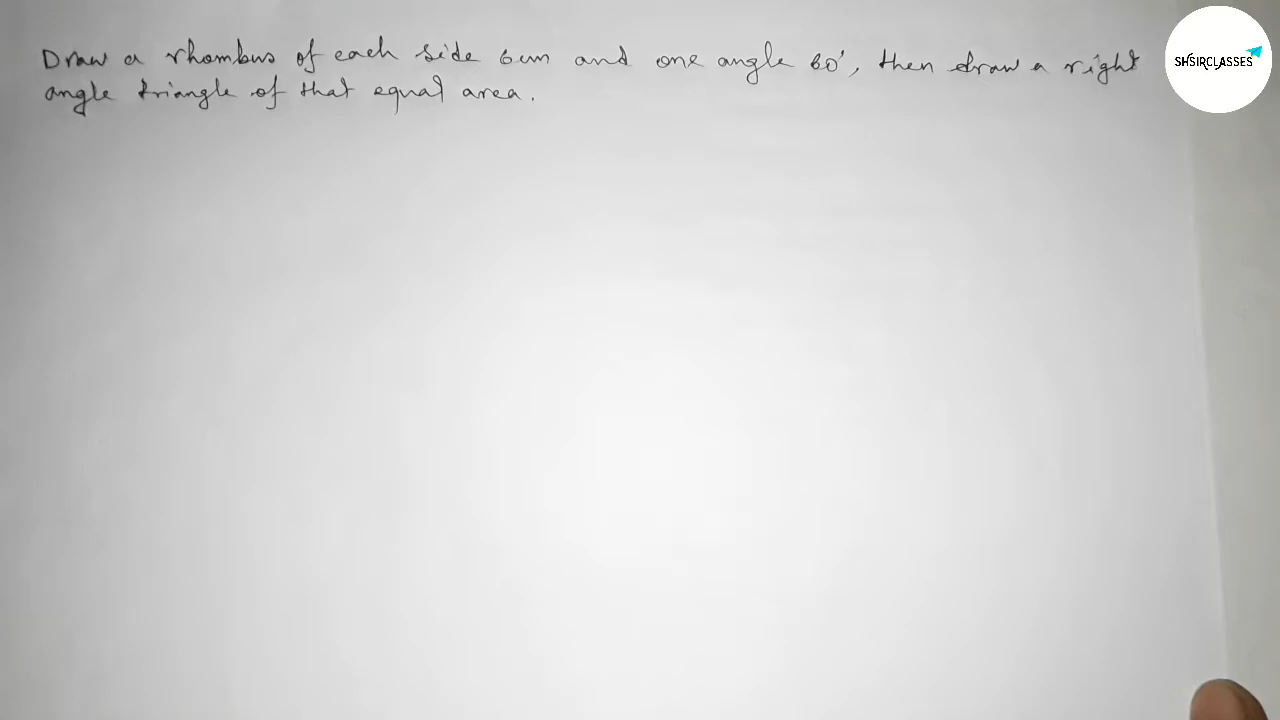 Draw a rhombus of each side 6cm and one angle 60°, then draw a right
angle triangle of that equal area.
SHSIRCLASSES